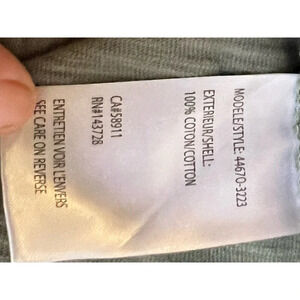 MODELE/STYLE: 44670-3223
EXTERIEUR/SHELL:
100% COTON/COTTON
CA#58911
RN#143728
ENTRETIEN VOIR L'ENVERS
SEE CARE ON REVERSE